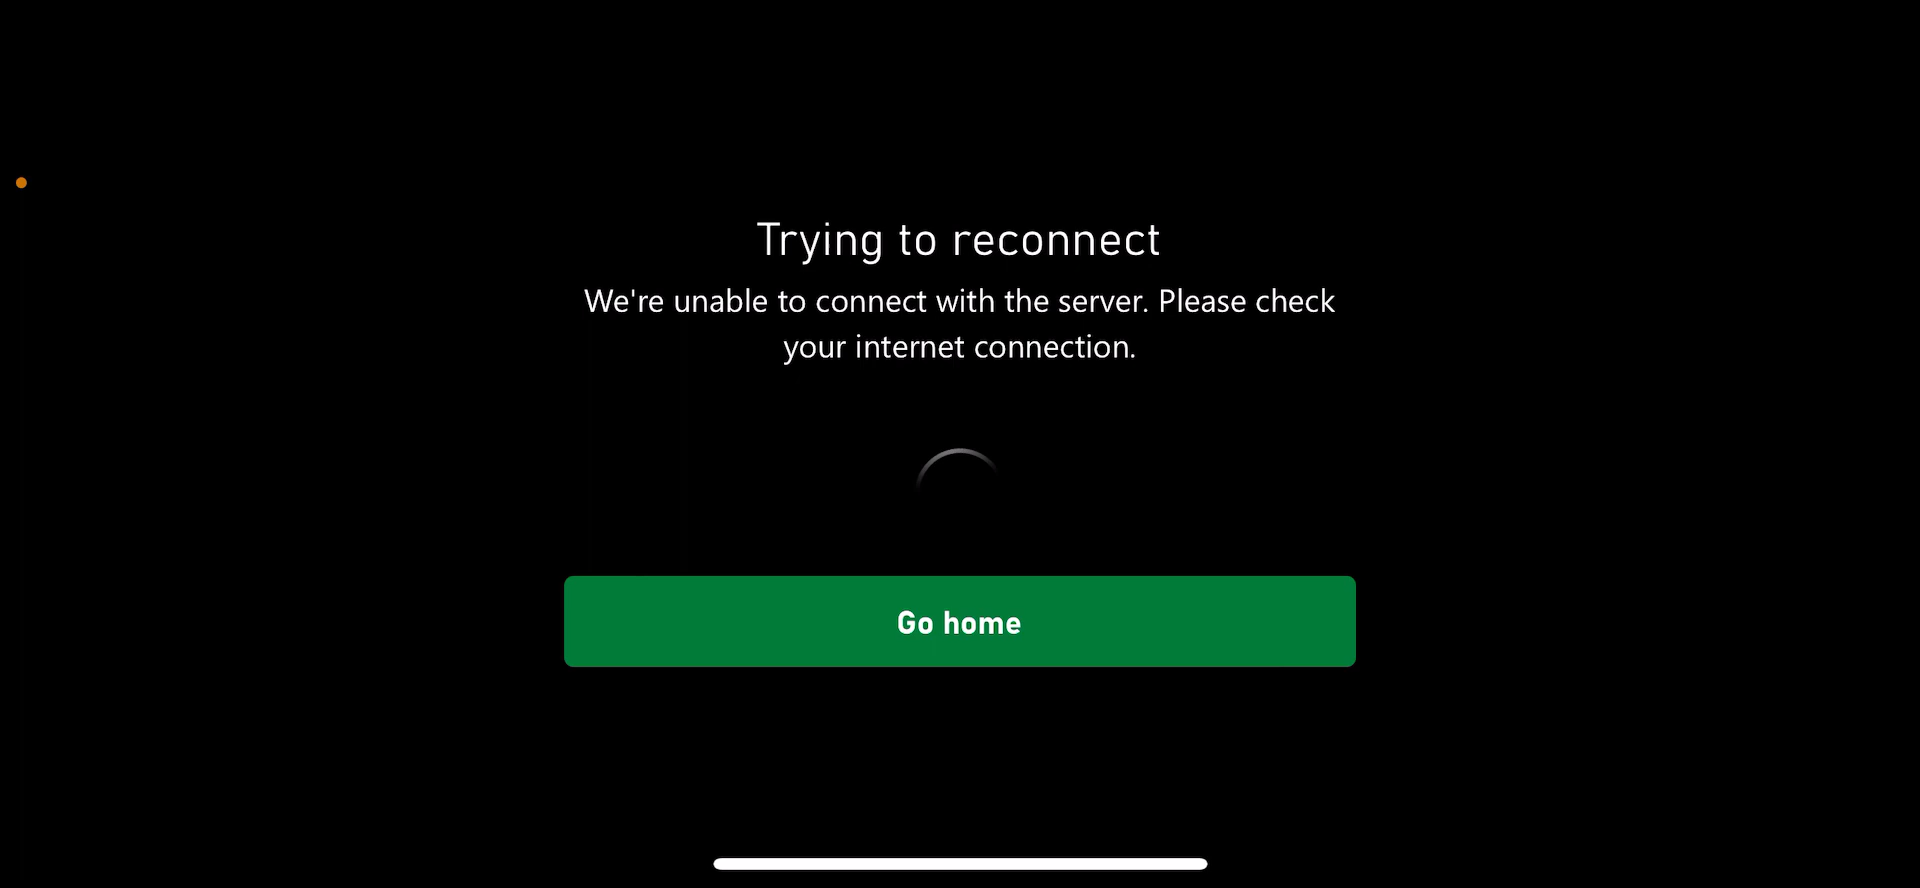 Trying to reconnect
We're unable to connect with the server. Please check
your internet connection.
Go home